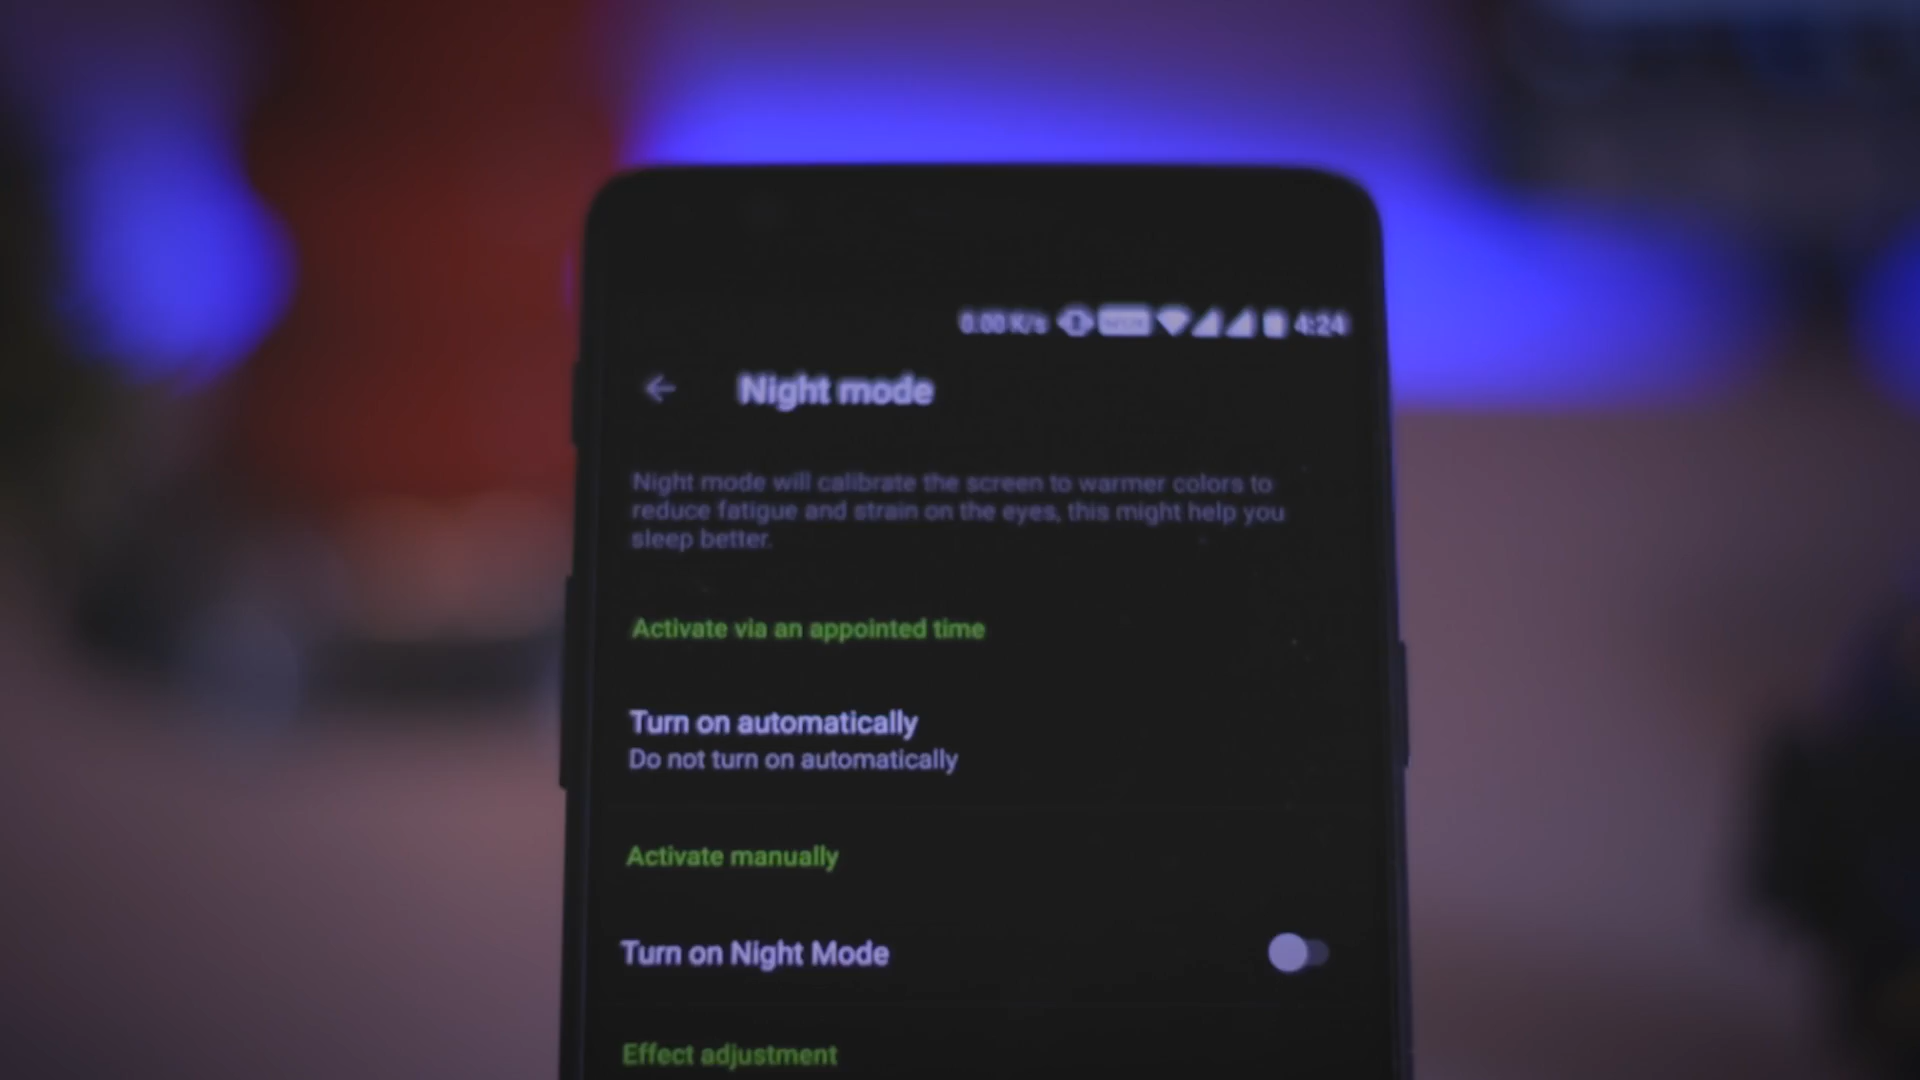 0.00 K/s 4:24
Night mode
Night mode will calibrate the screen to warmer colors to
reduce fatigue and strain on the eyes, this might help you
sleep better.
Activate via an appointed time
Turn on automatically
Do not turn on automatically
Activate manually
Turn on Night Mode
Effect adjustment